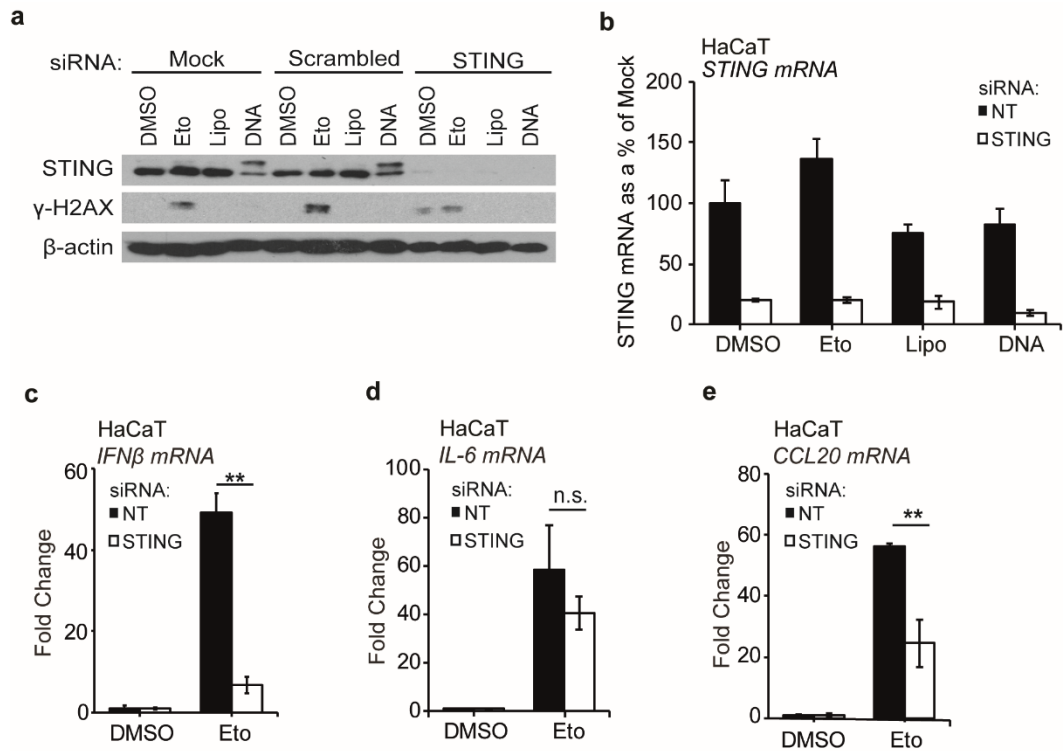 a
siRNA: Mock Scrambled STING
DMSO Eto Lipo DNA DMSO Eto Lipo DNA DMSO Eto Lipo DNA
STING
γ-H2AX
β-actin
b
HaCaT
STING mRNA
siRNA:
NT
STING
STING mRNA as a % of Mock
200
150
100
50
0
DMSO Eto Lipo DNA
c
HaCaT
IFNβ mRNA
siRNA:
NT
STING
**
Fold Change
60
40
20
0
DMSO Eto
d
HaCaT
IL-6 mRNA
siRNA:
NT
STING
n.s.
Fold Change
100
80
60
40
20
0
DMSO Eto
e
HaCaT
CCL20 mRNA
siRNA:
NT
STING
**
Fold Change
80
60
40
20
0
DMSO Eto